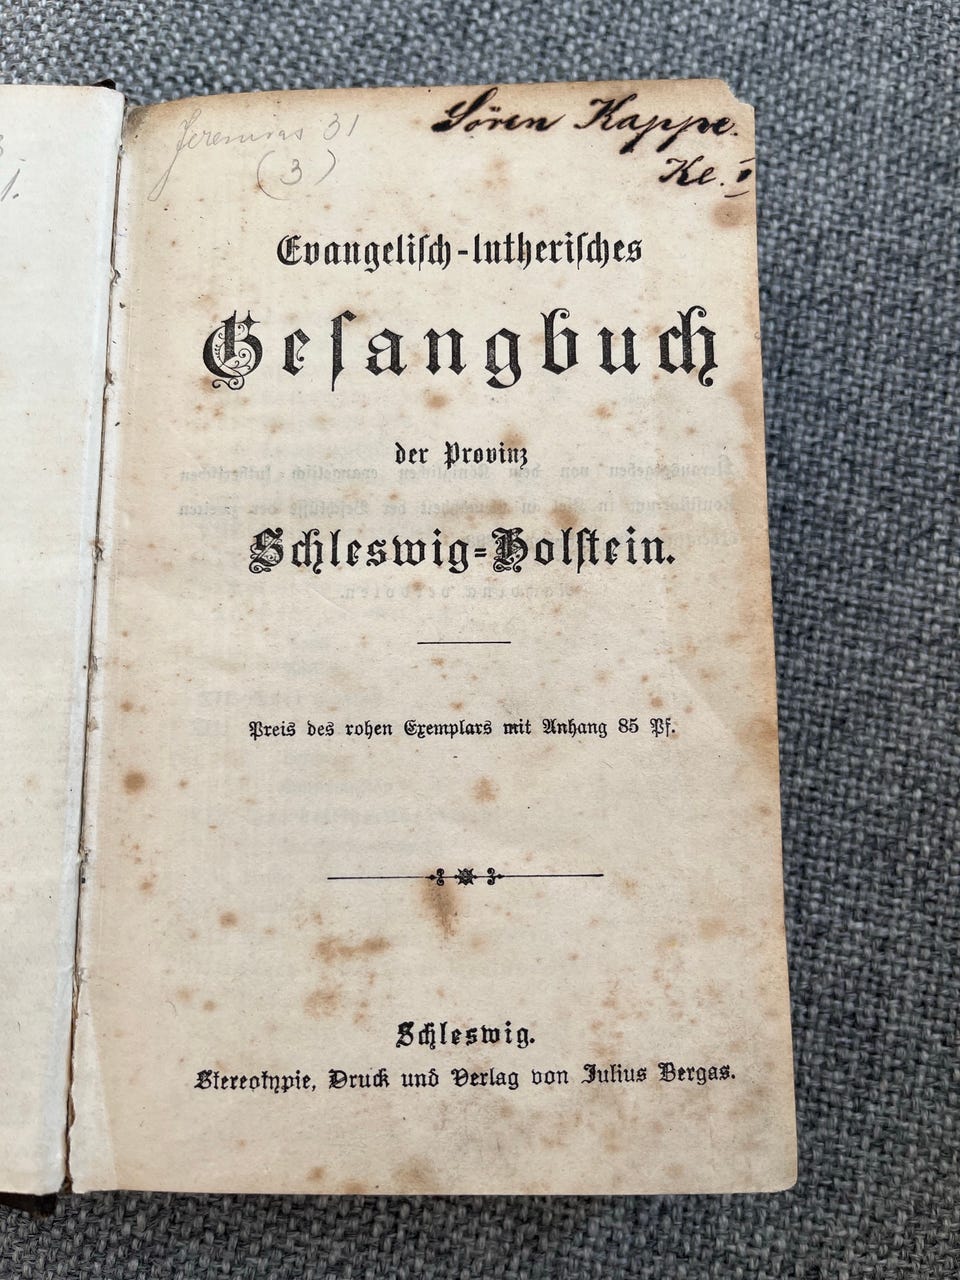 Jeremias 31
(3)
Sören Kappe.
Kl. I
Evangeliſch-lutheriſches
Geſangbuch
der Provinz
Schleswig-Holſtein.
Preis des rohen Exemplars mit Anhang 85 Pf.
Schleswig.
Stereotypie, Druck und Verlag von Julius Bergas.